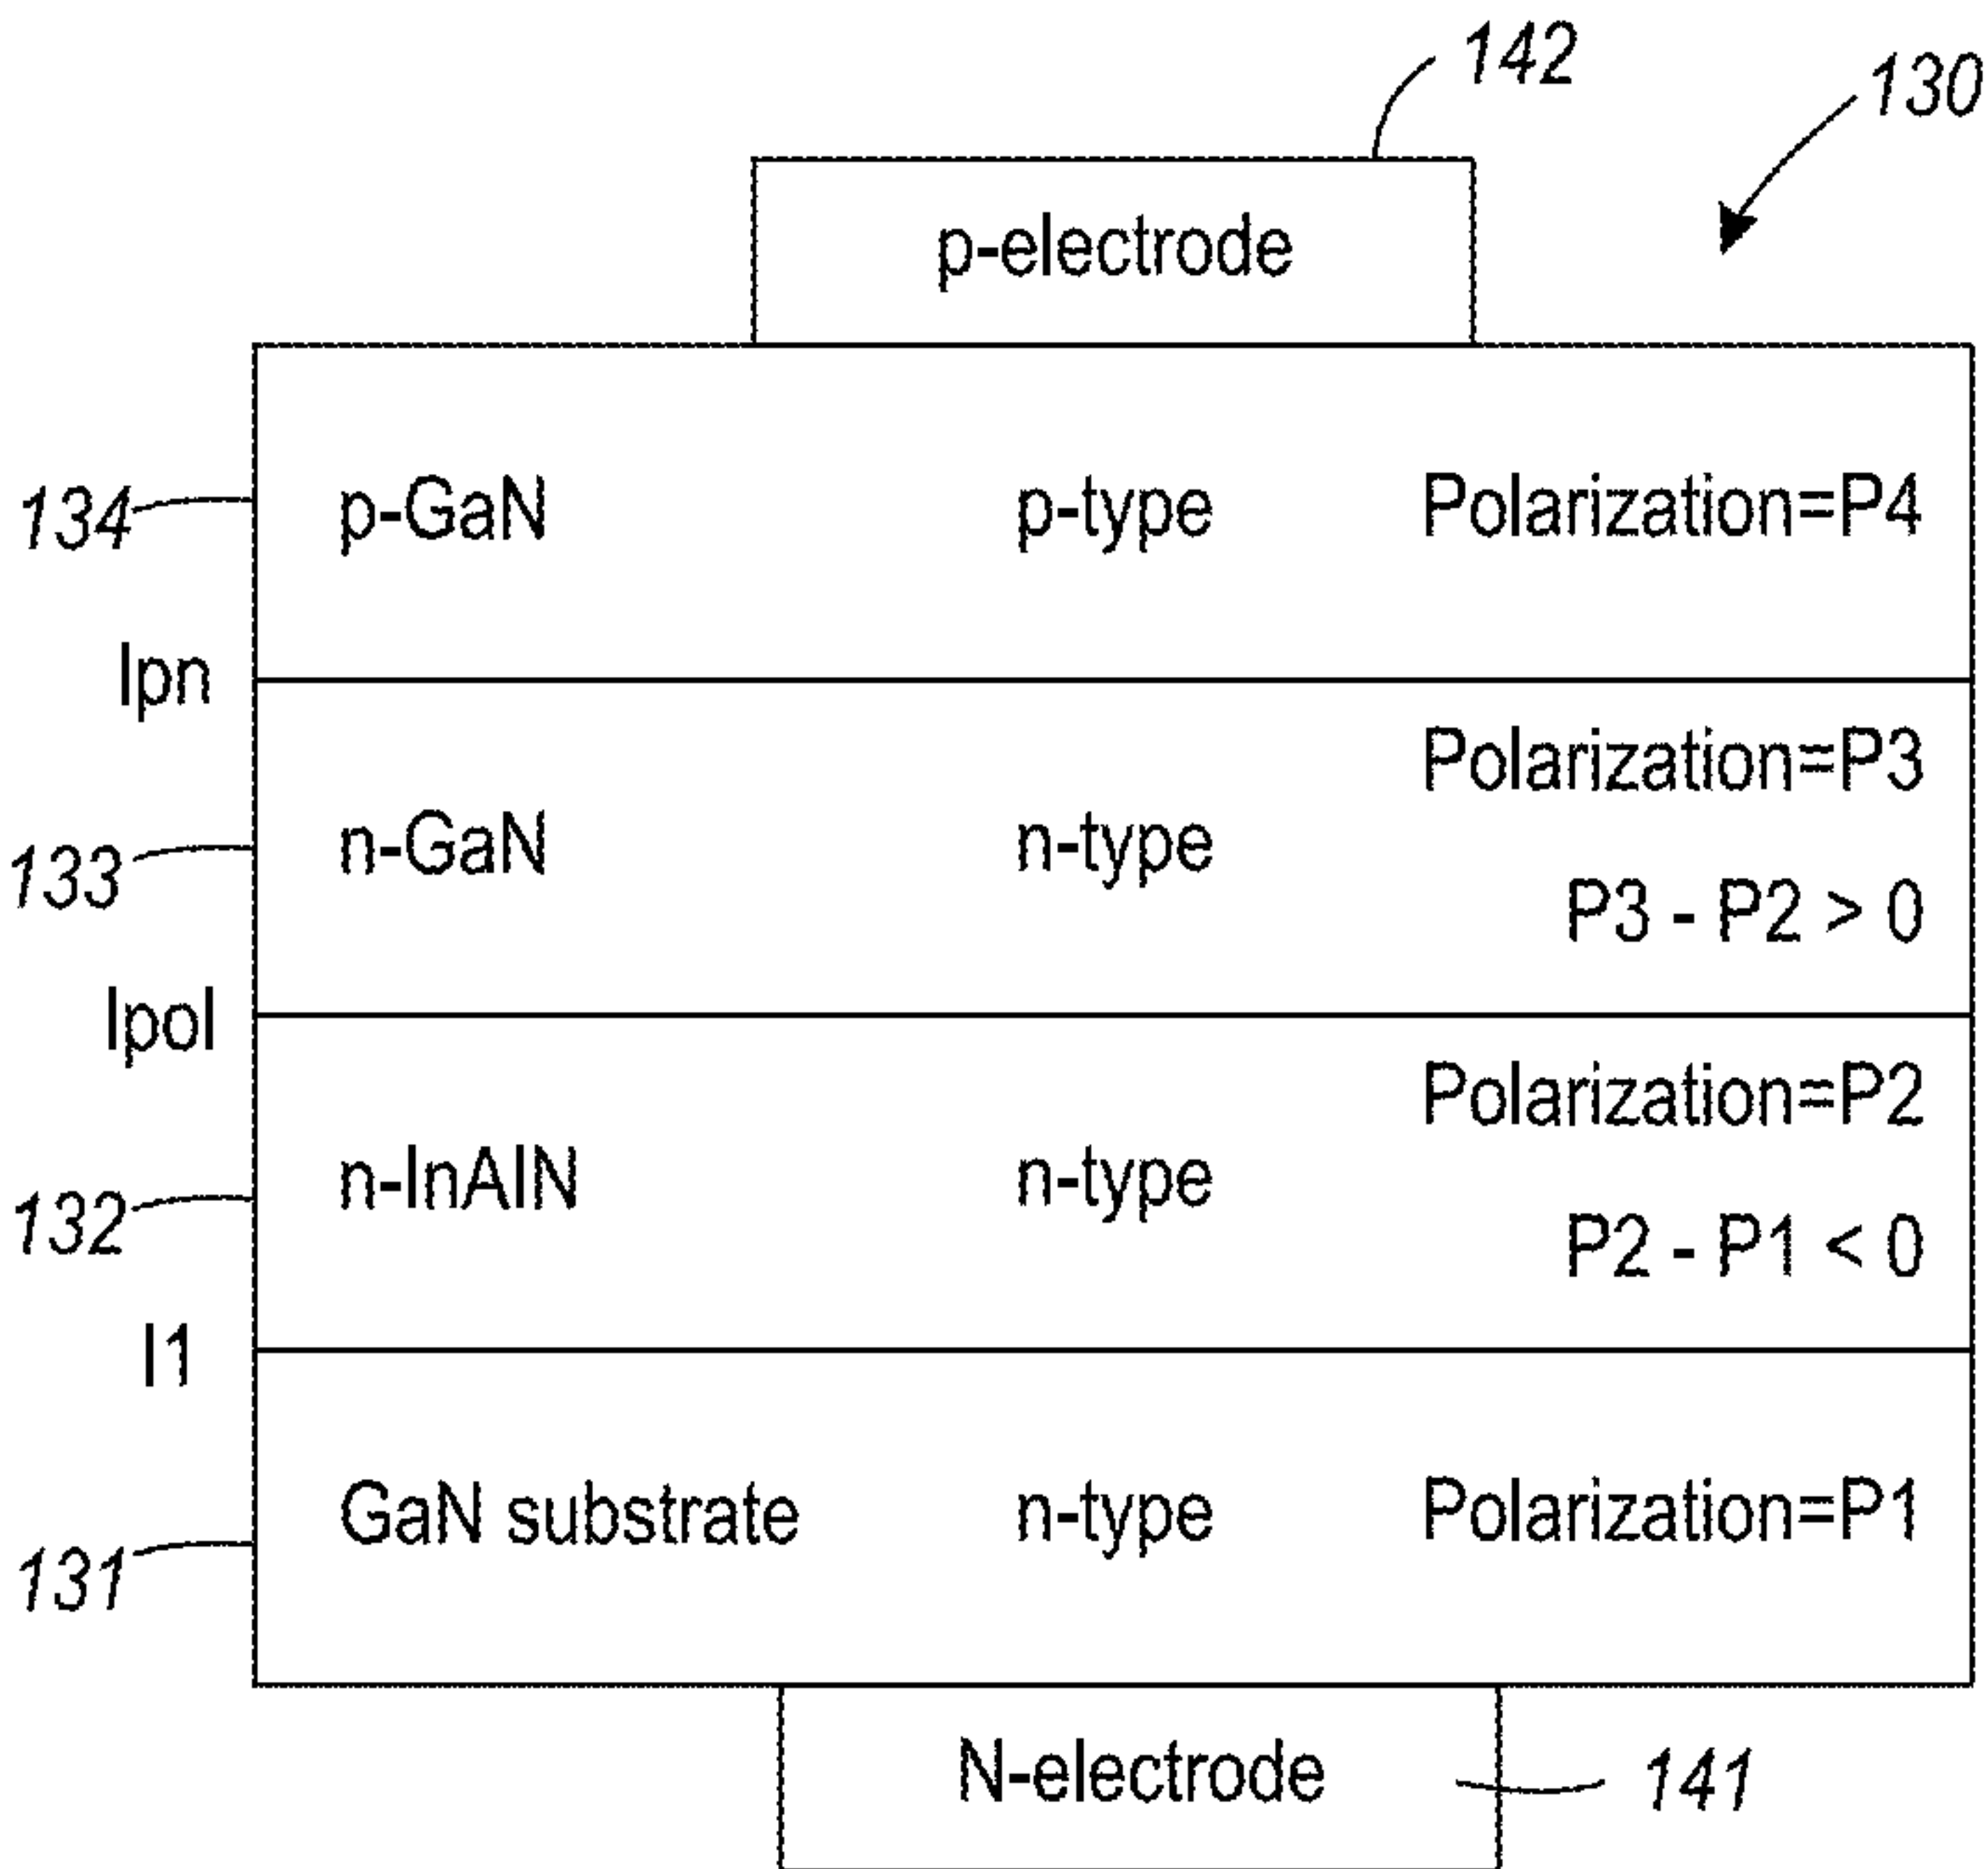 142
130
p-electrode
134 p-GaN p-type Polarization=P4
Ipn
Polarization=P3
133 n-GaN n-type
P3 - P2 > 0
Ipol
Polarization=P2
132 n-InAlN n-type
P2 - P1 < 0
I1
131 GaN substrate n-type Polarization=P1
N-electrode 141